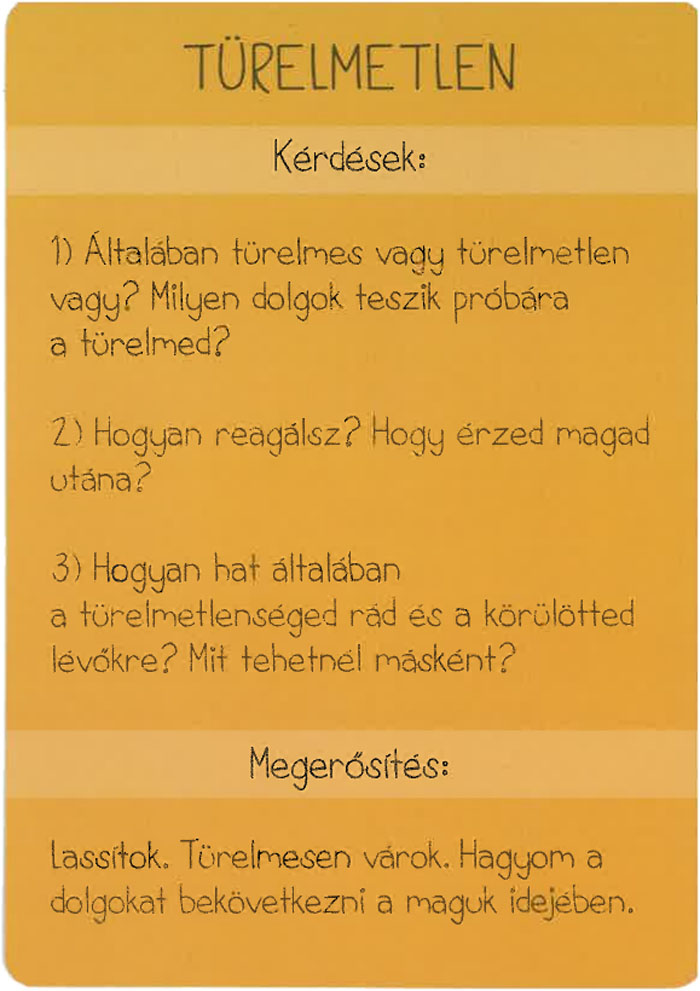 TÜRELMETLEN
Kérdések:
1) Általában türelmes vagy türelmetlen
vagy? Milyen dolgok teszik próbára
a türelmed?
2) Hogyan reagálsz? Hogy érzed magad
utána?
3) Hogyan hat általában
a türelmetlenséged rád és a körülötted
lévőkre? Mit tehetnél másként?
Megerősítés:
Lassítok. Türelmesen várok. Hagyom a
dolgokat bekövetkezni a maguk idejében.